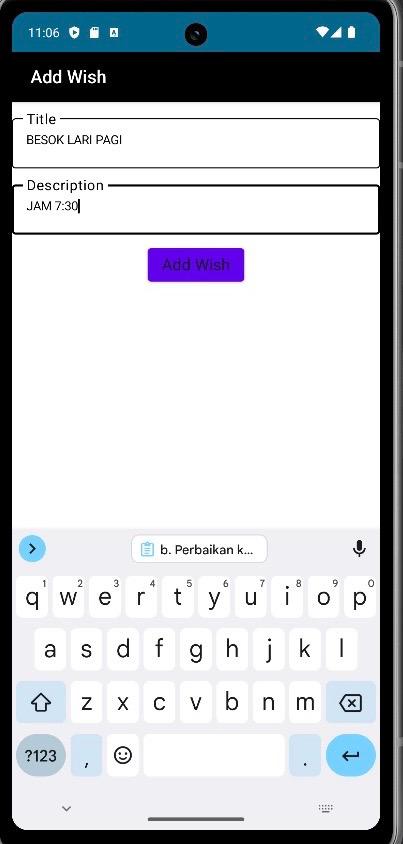 11:06
Add Wish
Title
BESOK LARI PAGI
Description
JAM 7:30
Add Wish
b. Perbaikan k...
1 2 3 4 5 6 7 8 9 0
q w e r t y u i o p
a s d f g h j k l
z x c v b n m
?123 , .